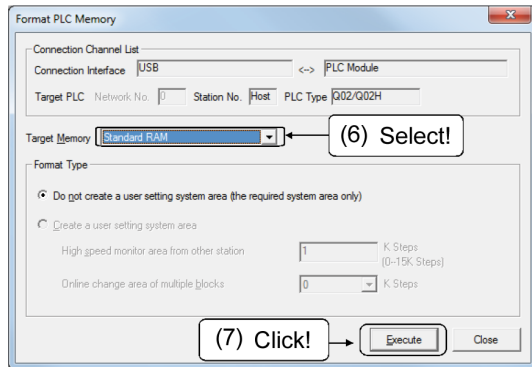 Format PLC Memory
Connection Channel List
Connection Interface USB <--> PLC Module
Target PLC Network No. 0 Station No. Host PLC Type Q02/Q02H
Target Memory Standard RAM (6) Select!
Format Type
Do not create a user setting system area (the required system area only)
Create a user setting system area
High speed monitor area from other station 1 K Steps
(0--15K Steps)
Online change area of multiple blocks 0 K Steps
(7) Click! Execute Close